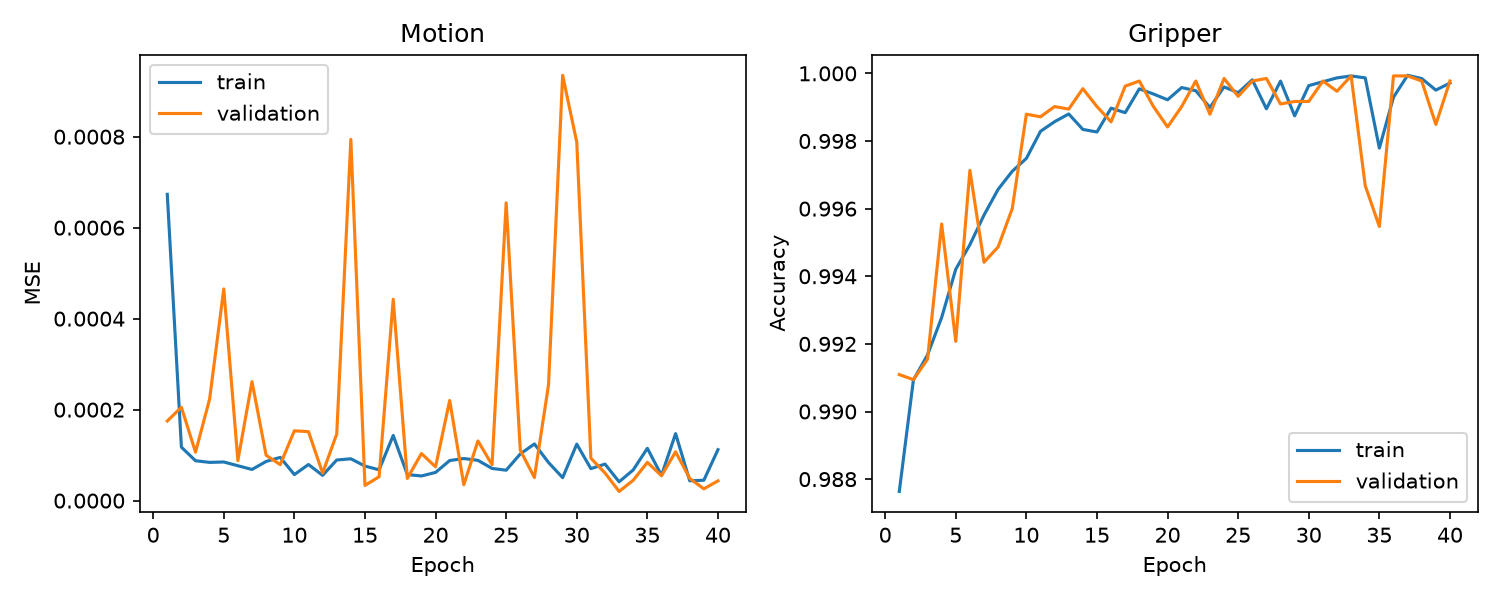 Motion
train
validation
MSE
0.0008
0.0006
0.0004
0.0002
0.0000
0 5 10 15 20 25 30 35 40
Epoch
Gripper
Accuracy
1.000
0.998
0.996
0.994
0.992
0.990
0.988
train
validation
0 5 10 15 20 25 30 35 40
Epoch